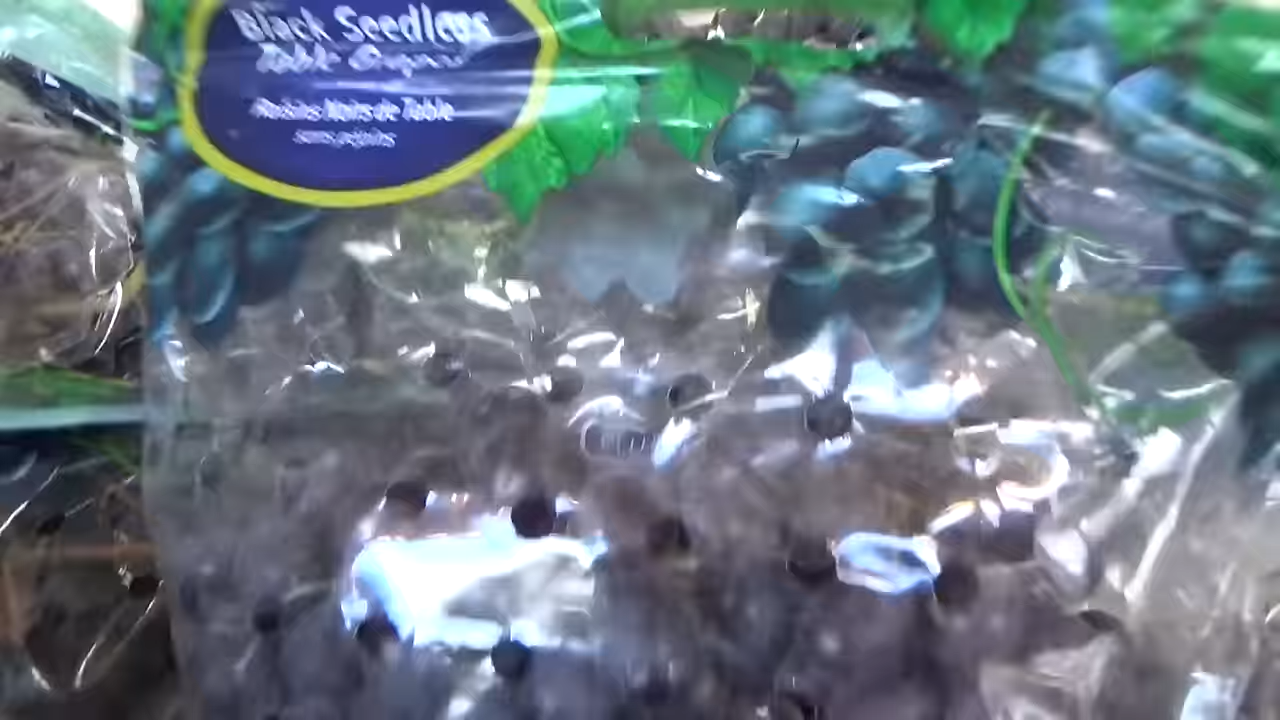 Black Seedless
Table Grapes
Raisins Noirs de Table
sans pépins